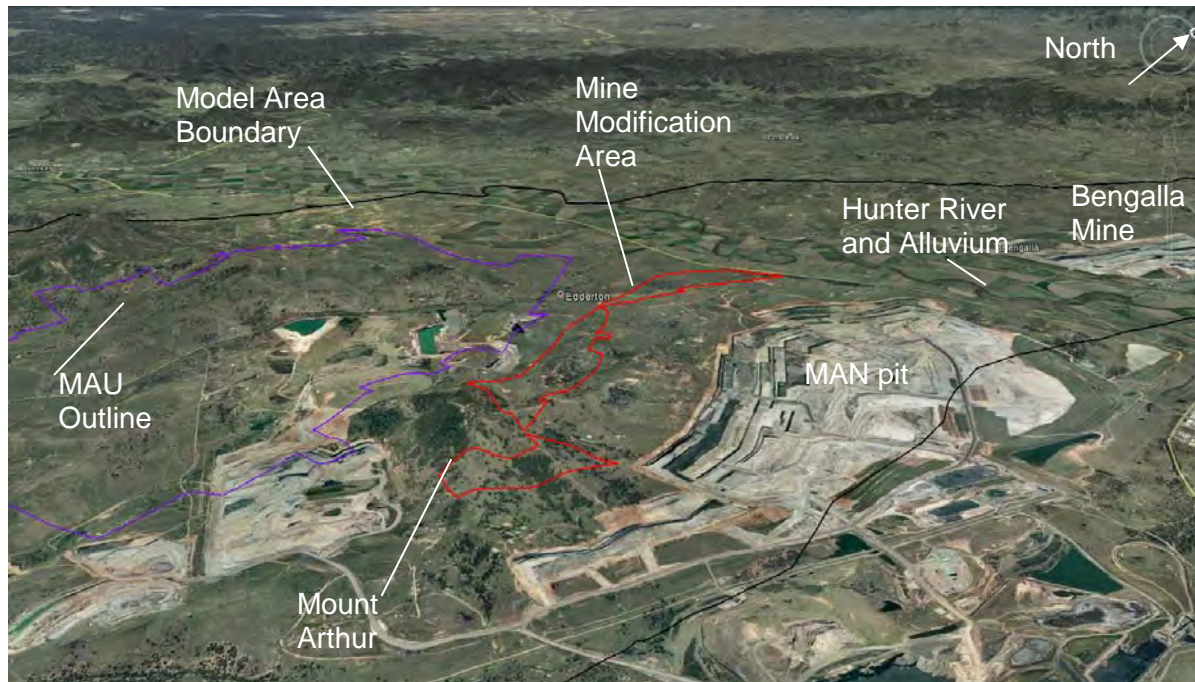 North
Model Area
Boundary
Mine
Modification
Area
Hunter River
and Alluvium
Bengalla
Mine
Edderton
MAN pit
MAU
Outline
Mount
Arthur